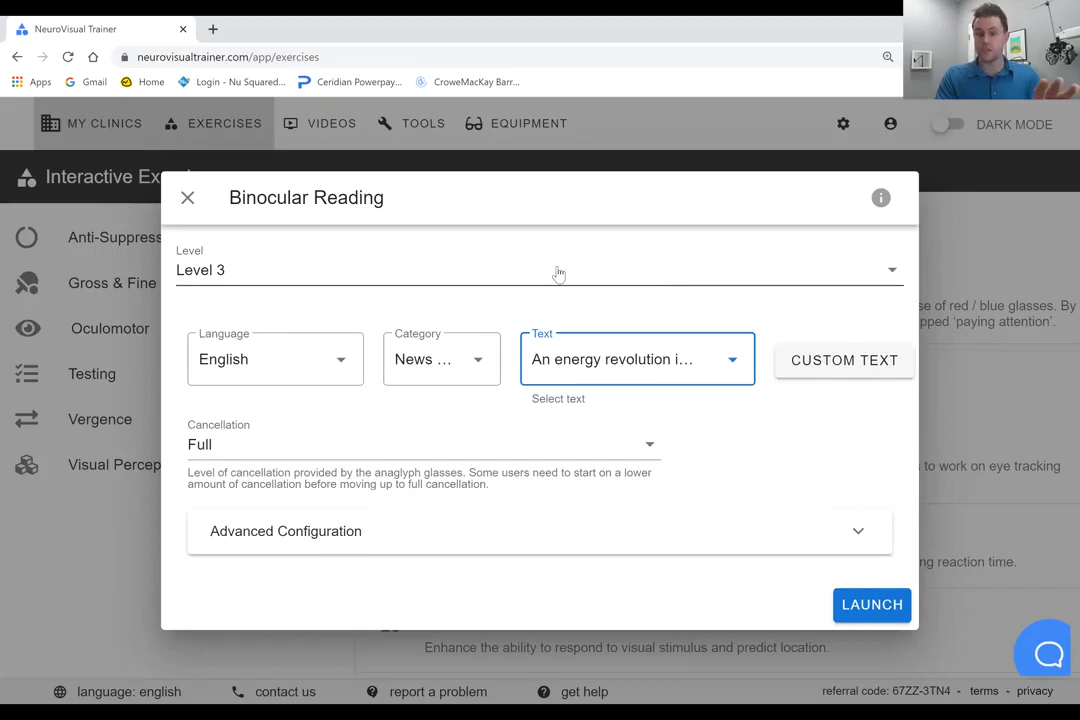 NeuroVisual Trainer
neurovisualtrainer.com/app/exercises
Apps Gmail Home Login - Nu Squared... Ceridian Powerpay... CroweMacKay Barr...
MY CLINICS EXERCISES VIDEOS TOOLS EQUIPMENT DARK MODE
Interactive Ex
Binocular Reading
Anti-Suppress
Gross & Fine
Oculomotor
Testing
Vergence
Visual Percep
Level
Level 3
se of red / blue glasses. By
pped 'paying attention'.
Language
English
Category
News ...
Text
An energy revolution i...
Select text
CUSTOM TEXT
Cancellation
Full
Level of cancellation provided by the anaglyph glasses. Some users need to start on a lower
amount of cancellation before moving up to full cancellation.
s to work on eye tracking
Advanced Configuration
ng reaction time.
LAUNCH
Enhance the ability to respond to visual stimulus and predict location.
language: english contact us report a problem get help referral code: 67ZZ-3TN4 - terms - privacy